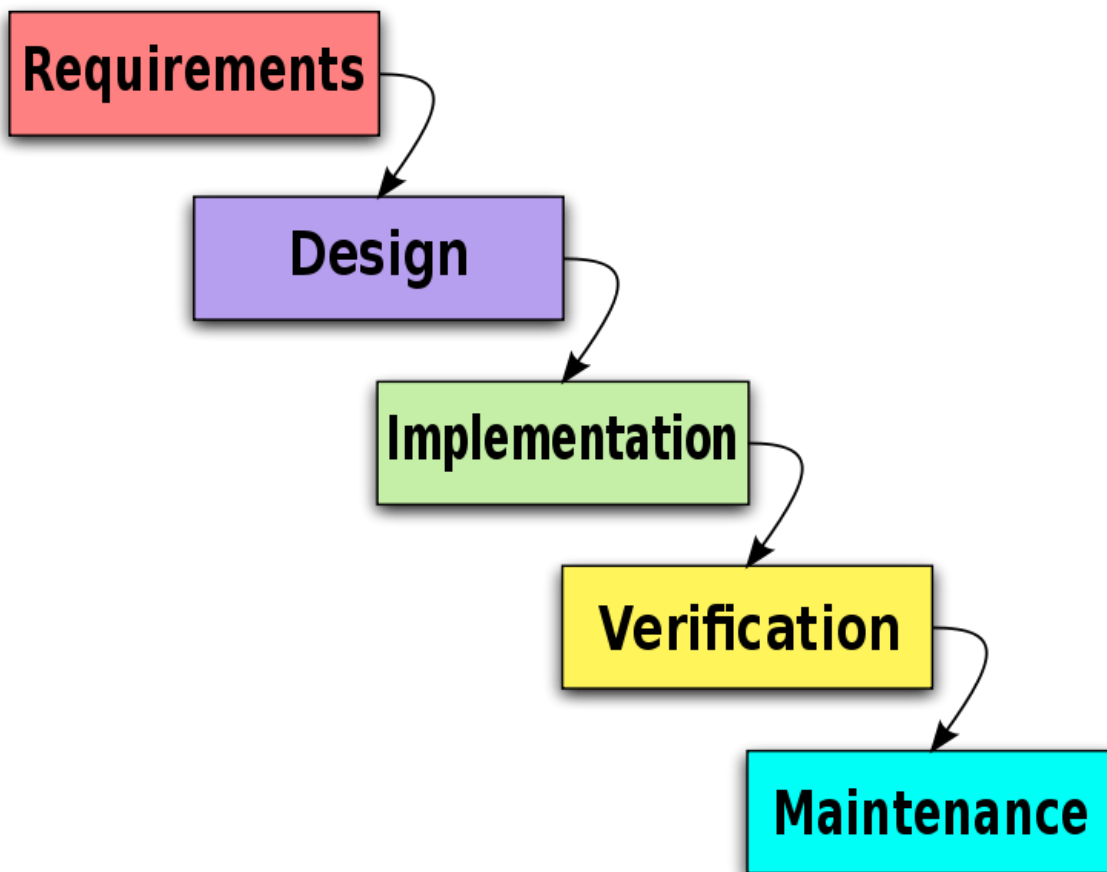 Requirements
Design
Implementation
Verification
Maintenance